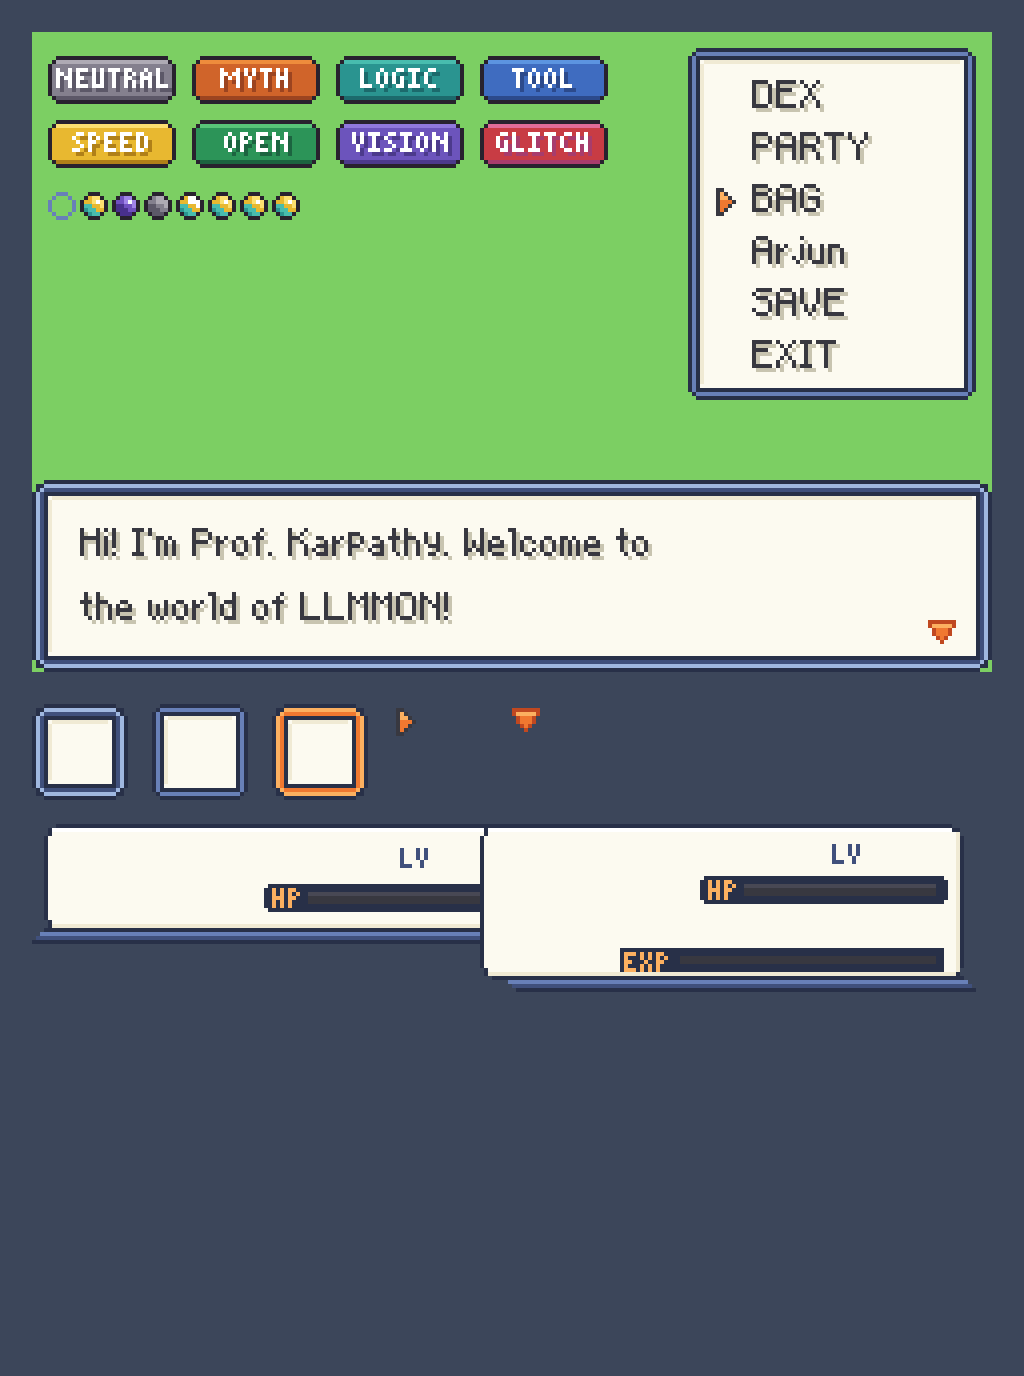 NEUTRAL MYTH LOGIC TOOL
SPEED OPEN VISION GLITCH
DEX
PARTY
BAG
Arjun
SAVE
EXIT
Hi! I'm Prof. Karpathy. Welcome to
the world of LLMMON!
LV
HP
LV
HP
EXP